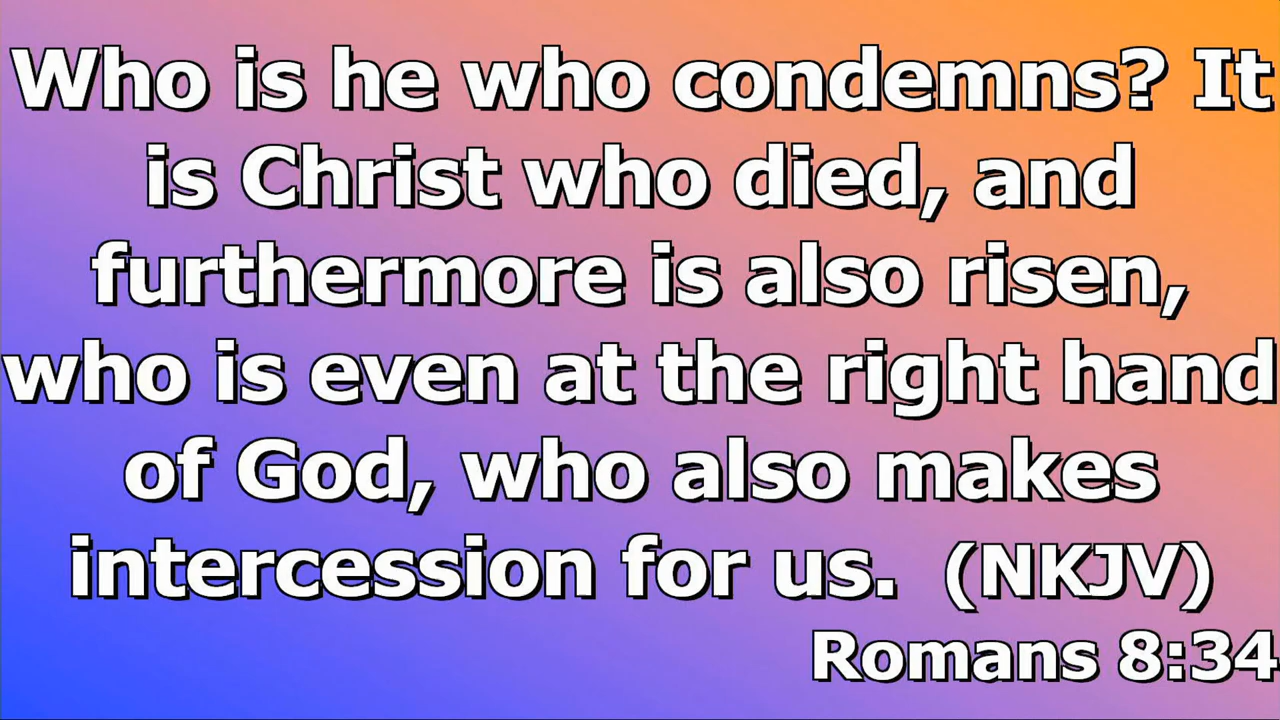 Who is he who condemns? It
is Christ who died, and
furthermore is also risen,
who is even at the right hand
of God, who also makes
intercession for us.  (NKJV)
Romans 8:34